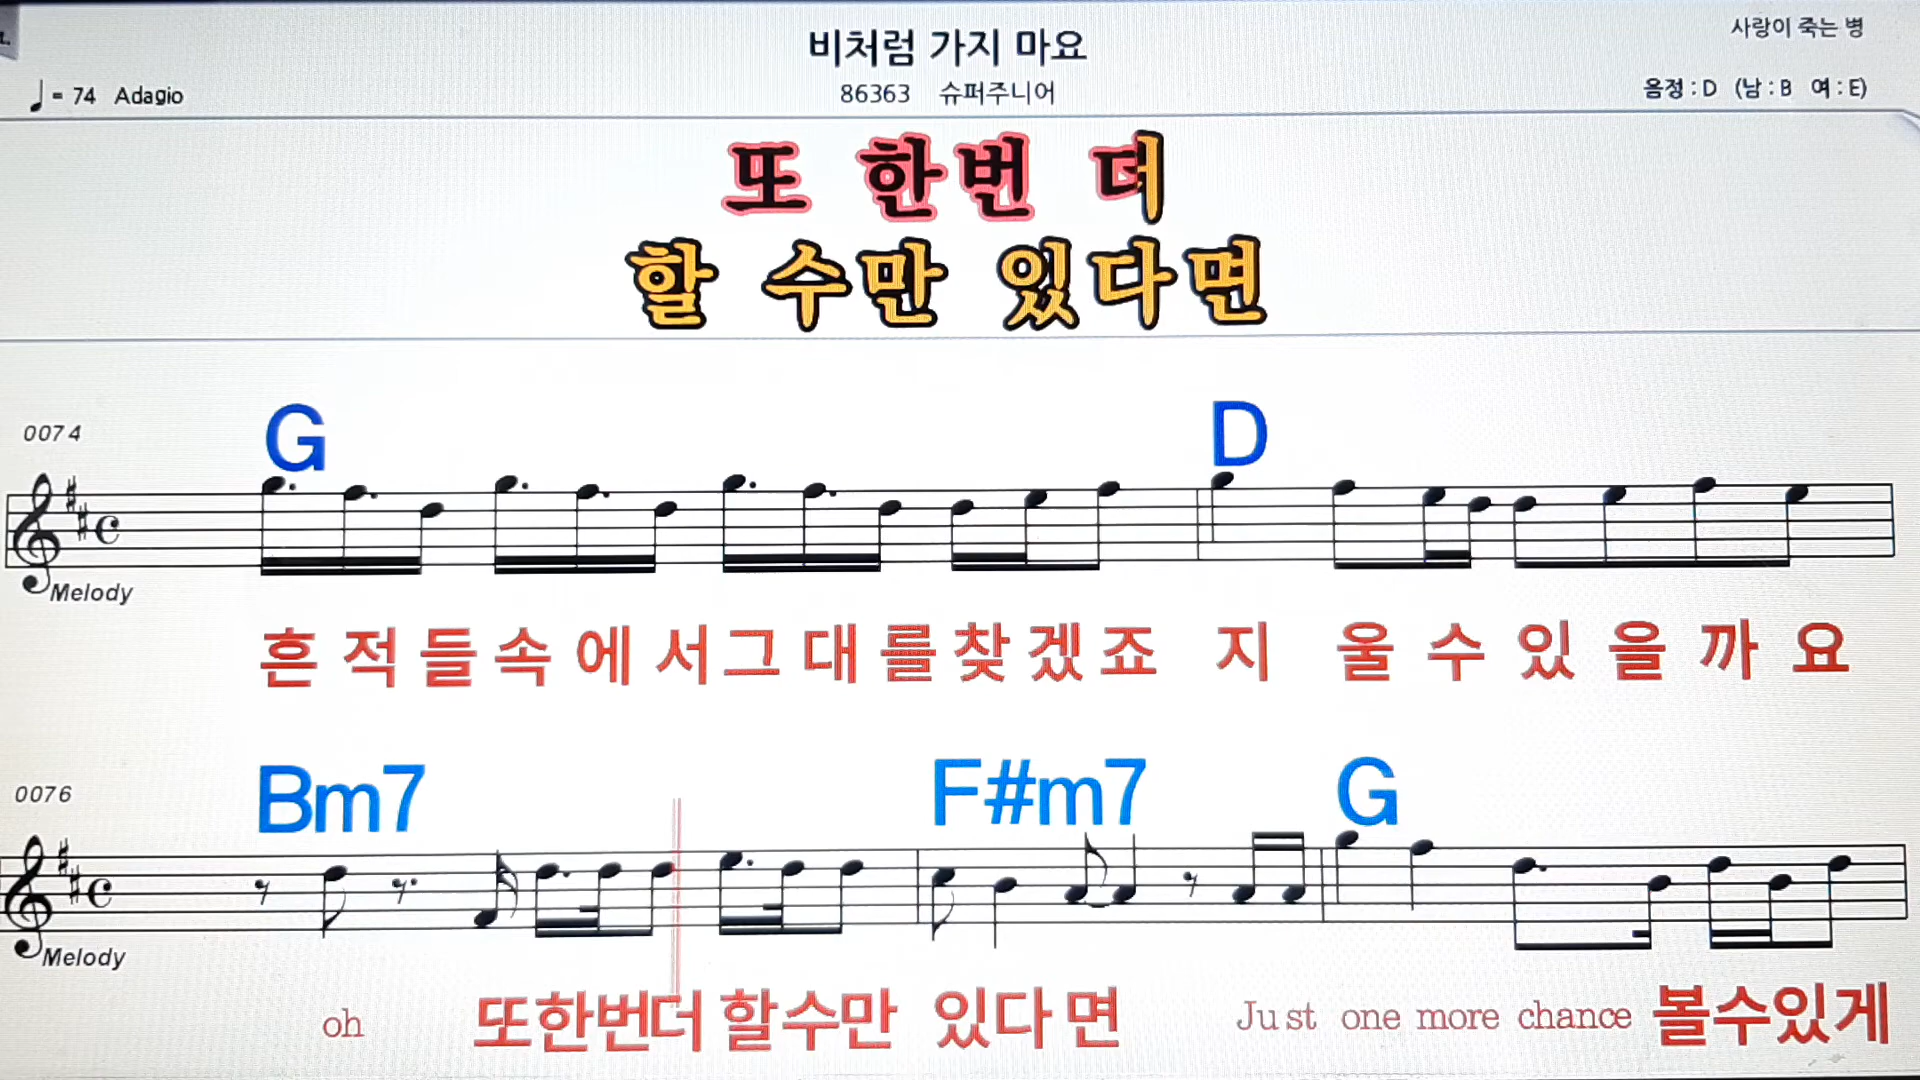 t.
비처럼 가지 마요
사랑이 죽는 병
= 74 Adagio
86363 슈퍼주니어
음정 : D (남 : B 여 : E)
또 한번 더
할 수만 있다면
0074
G D
Melody
흔적들속에서그대를찾겠죠 지울수있을까요
0076
Bm7 F#m7 G
Melody
oh 또한번더 할수만 있다면 Just one more chance 볼수있게